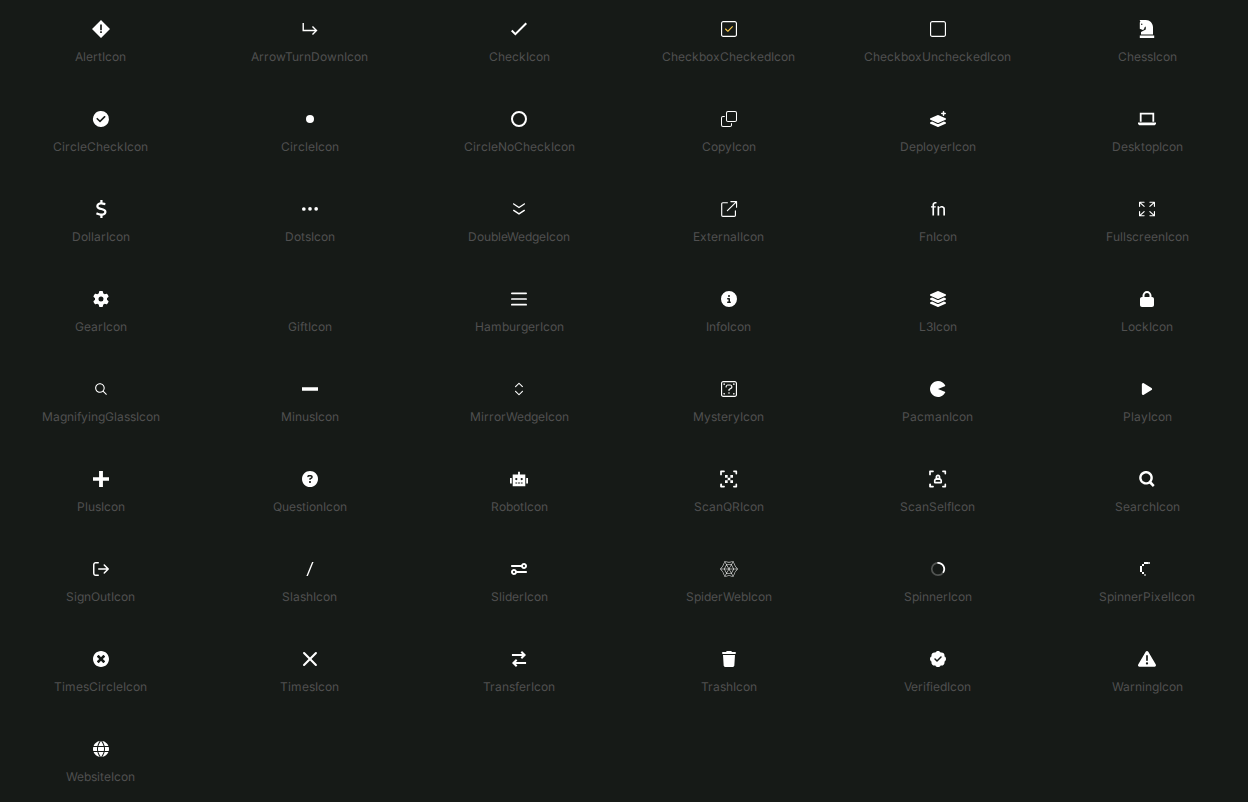 AlertIcon ArrowTurnDownIcon CheckIcon CheckboxCheckedIcon CheckboxUncheckedIcon ChessIcon
CircleCheckIcon CircleIcon CircleNoCheckIcon CopyIcon DeployerIcon DesktopIcon
fn
DollarIcon DotsIcon DoubleWedgeIcon ExternalIcon FnIcon FullscreenIcon
GearIcon GiftIcon HamburgerIcon InfoIcon L3Icon LockIcon
MagnifyingGlassIcon MinusIcon MirrorWedgeIcon MysteryIcon PacmanIcon PlayIcon
PlusIcon QuestionIcon RobotIcon ScanQRIcon ScanSelfIcon SearchIcon
SignOutIcon SlashIcon SliderIcon SpiderWebIcon SpinnerIcon SpinnerPixelIcon
TimesCircleIcon TimesIcon TransferIcon TrashIcon VerifiedIcon WarningIcon
WebsiteIcon